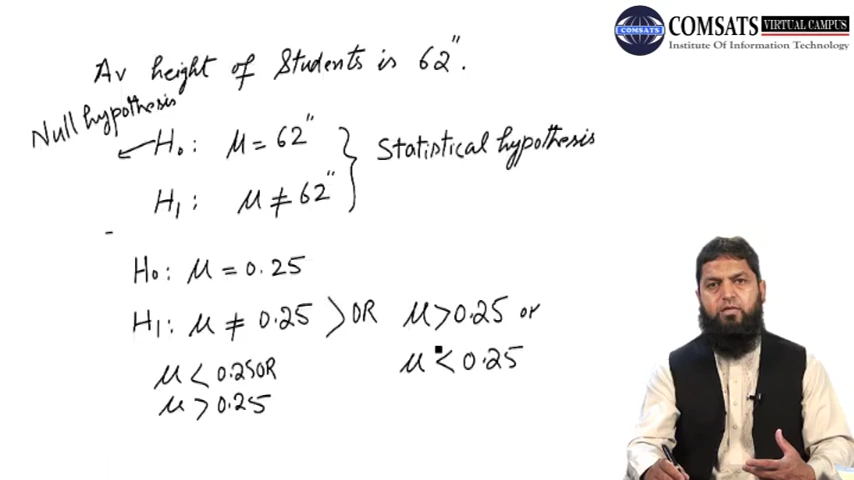 COMSATS VIRTUAL CAMPUS
COMSATS
Institute Of Information Technology
Av height of Students is 62".
Null hypothesis
H₀: μ = 62"
Statistical hypothesis
H₁: μ ≠ 62"
H₀: μ = 0.25
H₁: μ ≠ 0.25 > OR μ > 0.25 or
μ < 0.25 OR μ < 0.25
μ > 0.25